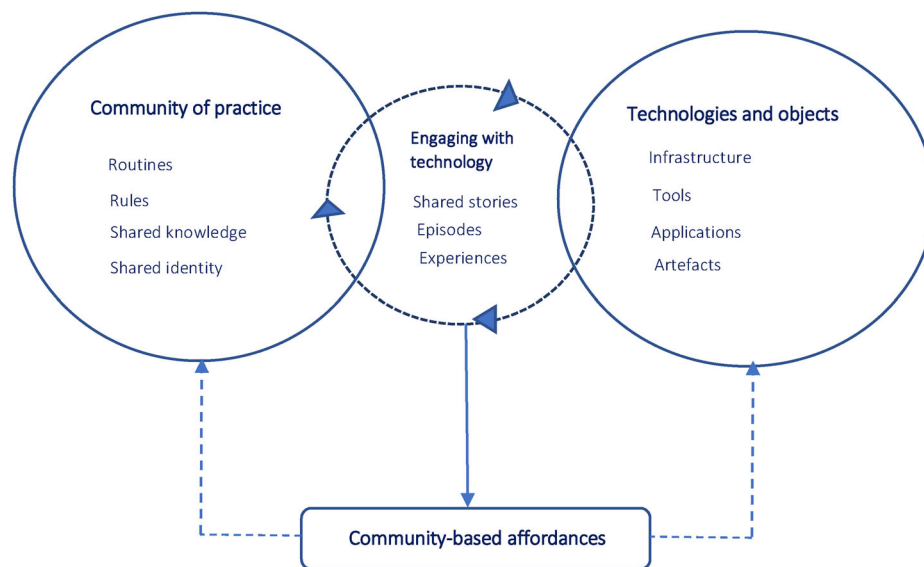 Community of practice
Routines
Rules
Shared knowledge
Shared identity
Engaging with
technology
Shared stories
Episodes
Experiences
Technologies and objects
Infrastructure
Tools
Applications
Artefacts
Community-based affordances